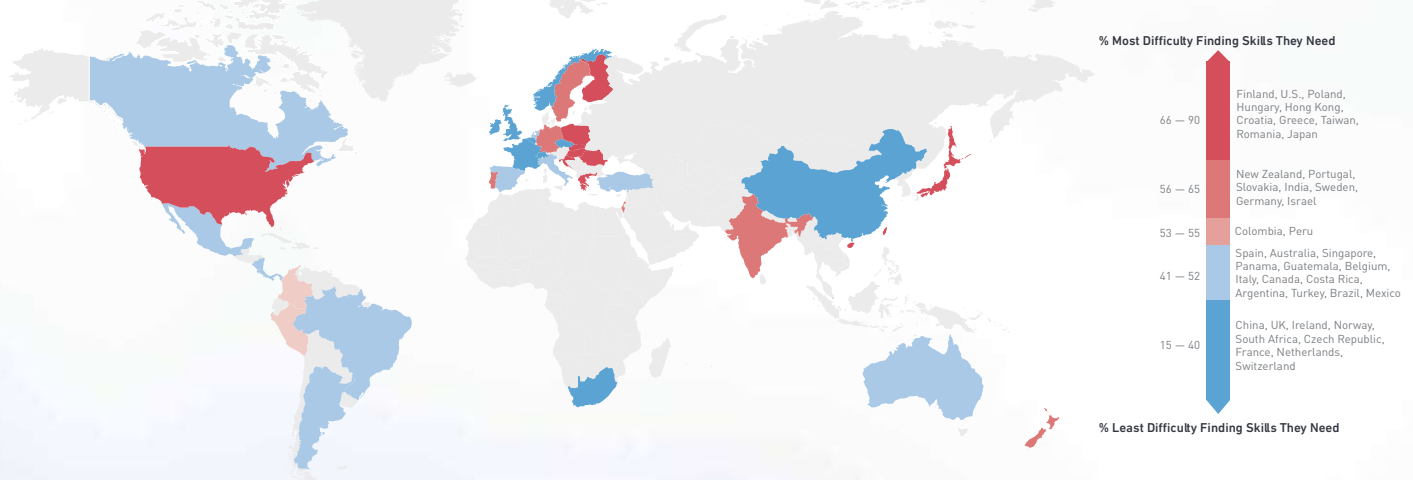 % Most Difficulty Finding Skills They Need
66 — 90
Finland, U.S., Poland,
Hungary, Hong Kong,
Croatia, Greece, Taiwan,
Romania, Japan
56 — 65
New Zealand, Portugal,
Slovakia, India, Sweden,
Germany, Israel
53 — 55
Colombia, Peru
41 — 52
Spain, Australia, Singapore,
Panama, Guatemala, Belgium,
Italy, Canada, Costa Rica,
Argentina, Turkey, Brazil, Mexico
15 — 40
China, UK, Ireland, Norway,
South Africa, Czech Republic,
France, Netherlands,
Switzerland
% Least Difficulty Finding Skills They Need